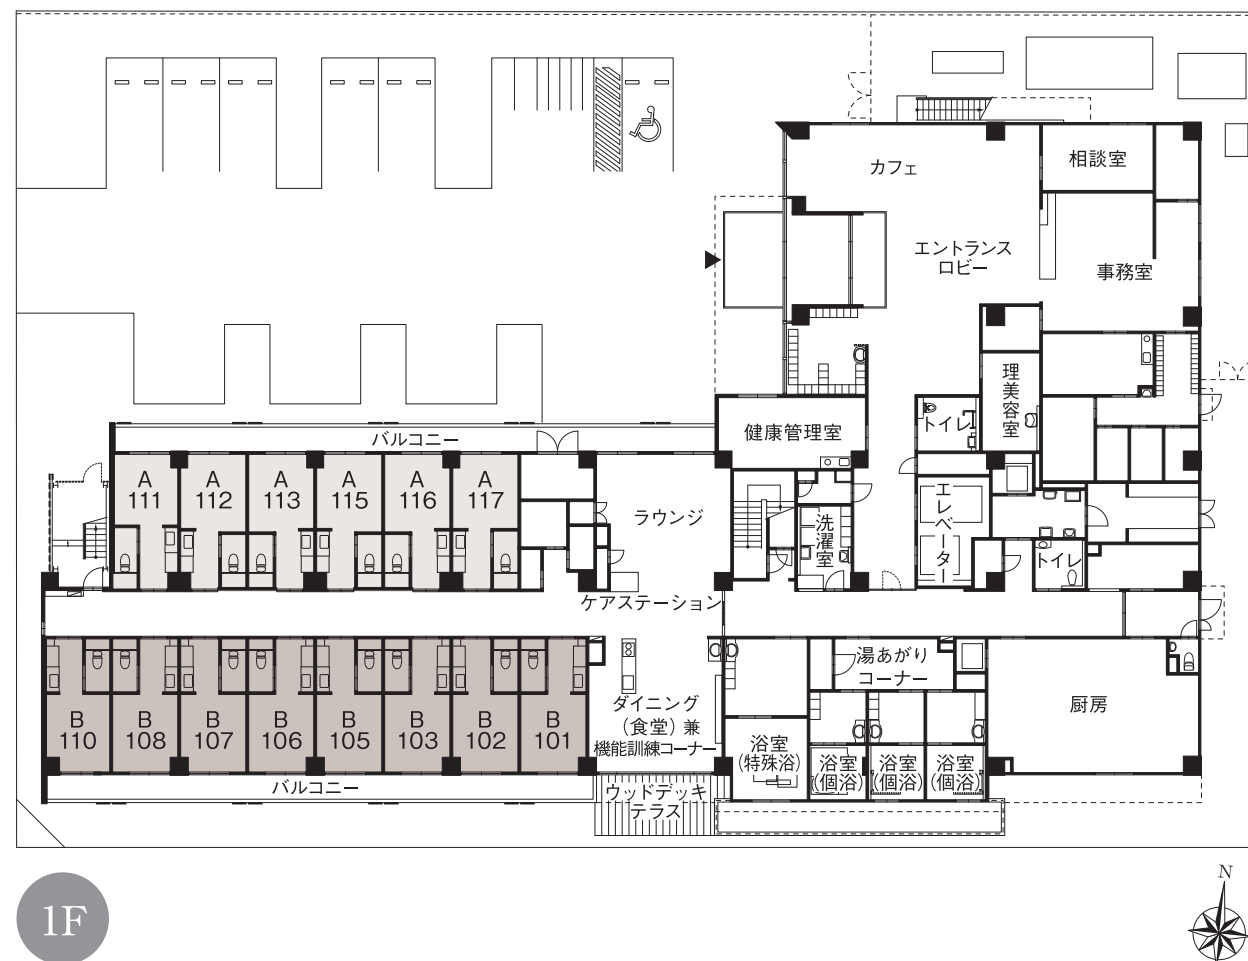 カフェ
相談室
エントランス
ロビー
事務室
理美容室
トイレ
健康管理室
バルコニー
A
111
A
112
A
113
A
115
A
116
A
117
ラウンジ
洗濯室
エレベーター
トイレ
ケアステーション
湯あがり
コーナー
厨房
ダイニング
(食堂)兼
機能訓練コーナー
B
110
B
108
B
107
B
106
B
105
B
103
B
102
B
101
浴室
(特殊浴)
浴室
(個浴)
浴室
(個浴)
浴室
(個浴)
バルコニー
ウッドデッキ
テラス
1F
N